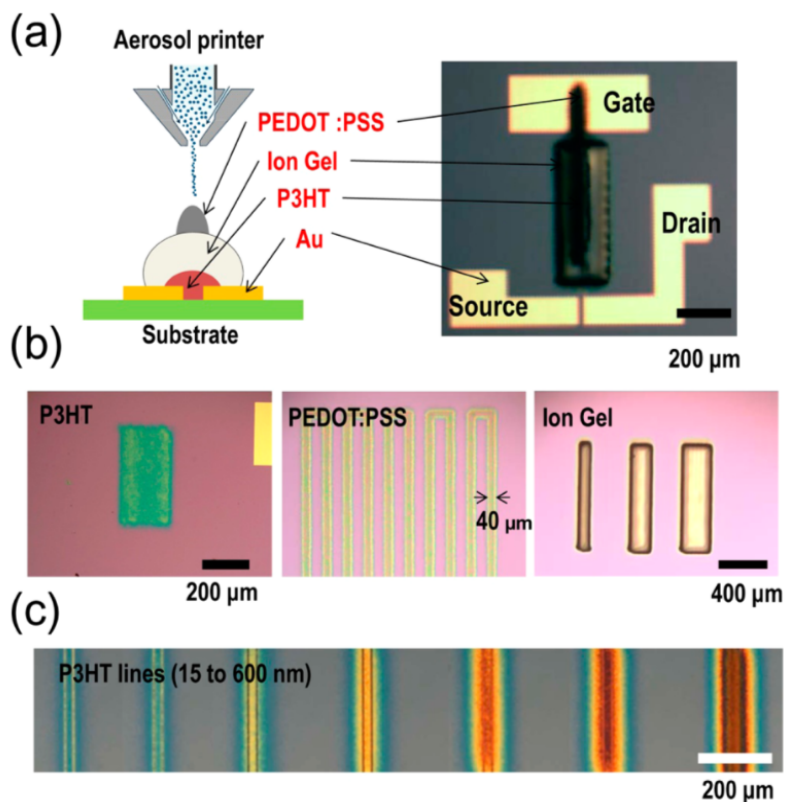 (a)
Aerosol printer
PEDOT :PSS
Ion Gel
P3HT
Au
Substrate
Gate
Drain
Source
200 µm
(b)
P3HT
200 µm
PEDOT:PSS
40 µm
Ion Gel
400 µm
(c)
P3HT lines (15 to 600 nm)
200 µm